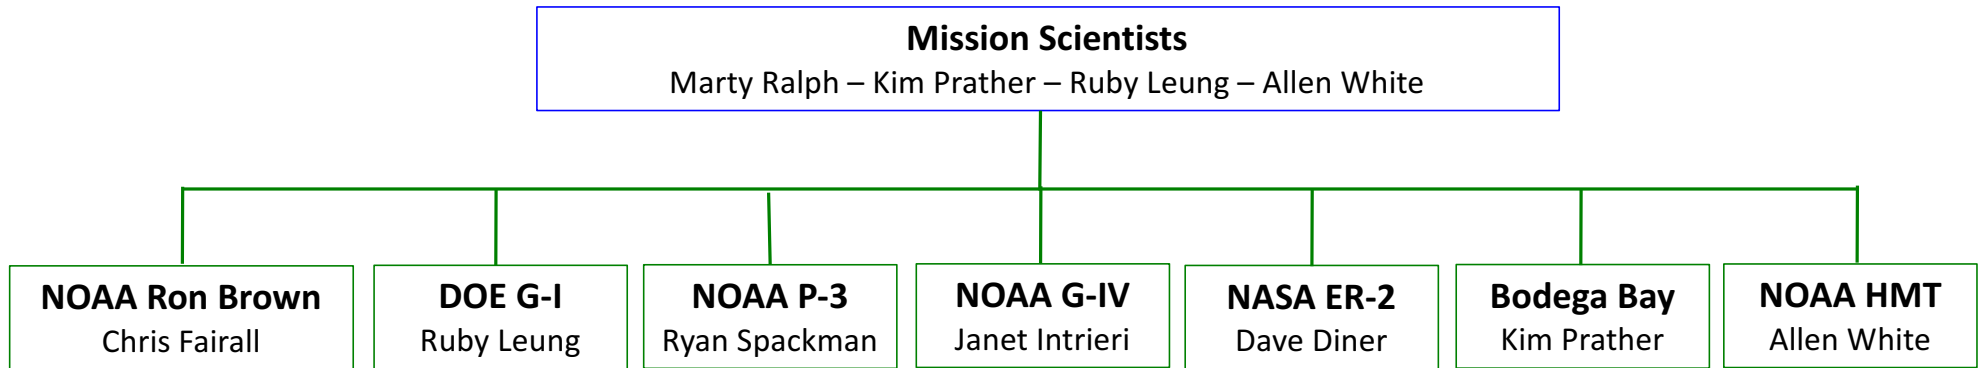 Mission Scientists
Marty Ralph – Kim Prather – Ruby Leung – Allen White
NOAA Ron Brown
Chris Fairall
DOE G-I
Ruby Leung
NOAA P-3
Ryan Spackman
NOAA G-IV
Janet Intrieri
NASA ER-2
Dave Diner
Bodega Bay
Kim Prather
NOAA HMT
Allen White